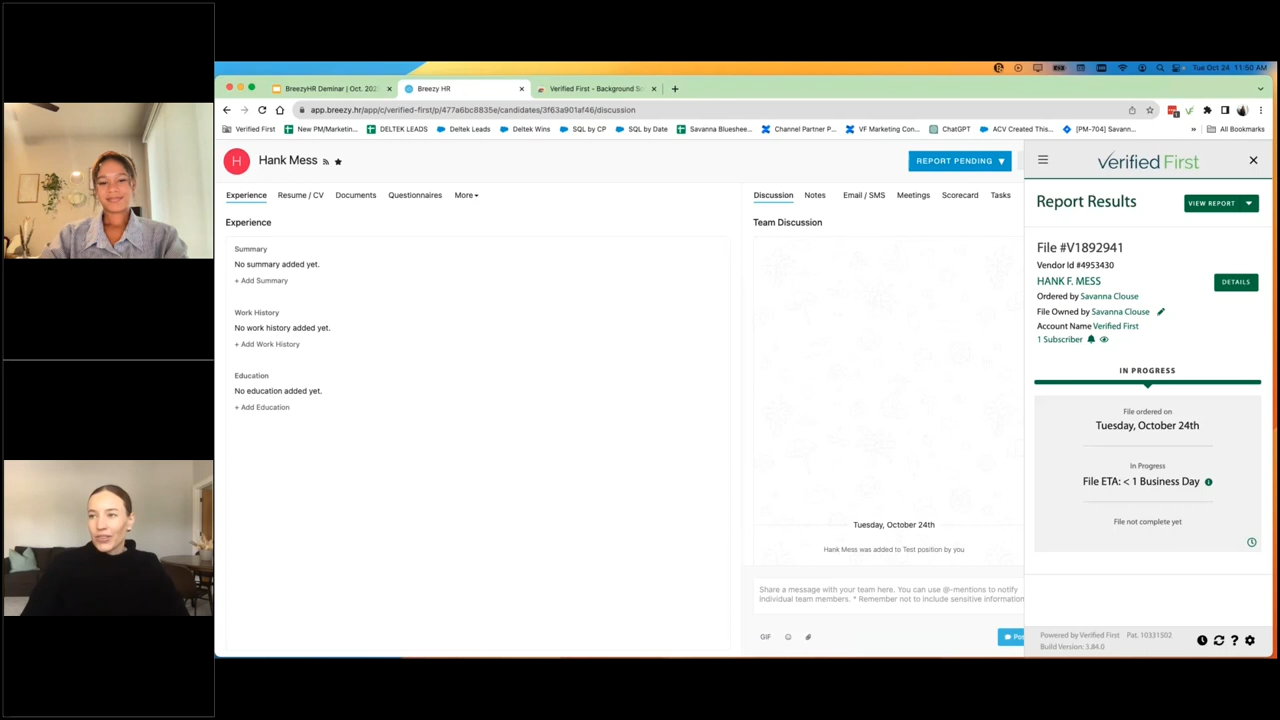 Tue Oct 24 11:50 AM
BreezyHR Deminar | Oct. 202
Breezy HR
Verified First - Background Sc
app.breezy.hr/app/c/verified-first/p/477a6bc8835e/candidates/3f63a901af46/discussion
Verified First
New PM/Marketin...
DELTEK LEADS
Deltek Leads
Deltek Wins
SQL by CP
SQL by Date
Savanna Blueshee...
Channel Partner P...
VF Marketing Con...
ChatGPT
ACV Created This...
[PM-704] Savann...
»
All Bookmarks
H
Hank Mess
REPORT PENDING
Experience
Resume / CV
Documents
Questionnaires
More
Experience
Summary
No summary added yet.
+ Add Summary
Work History
No work history added yet.
+ Add Work History
Education
No education added yet.
+ Add Education
Discussion
Notes
Email / SMS
Meetings
Scorecard
Tasks
Team Discussion
Tuesday, October 24th
Hank Mess was added to Test position by you
Share a message with your team here. You can use @-mentions to notify
individual team members. * Remember not to include sensitive information
GIF
Pos
verified First
Report Results
VIEW REPORT
File #V1892941
Vendor Id #4953430
HANK F. MESS
DETAILS
Ordered by Savanna Clouse
File Owned by Savanna Clouse
Account Name Verified First
1 Subscriber
IN PROGRESS
File ordered on
Tuesday, October 24th
In Progress
File ETA: < 1 Business Day
File not complete yet
Powered by Verified First Pat. 10331502
Build Version: 3.84.0